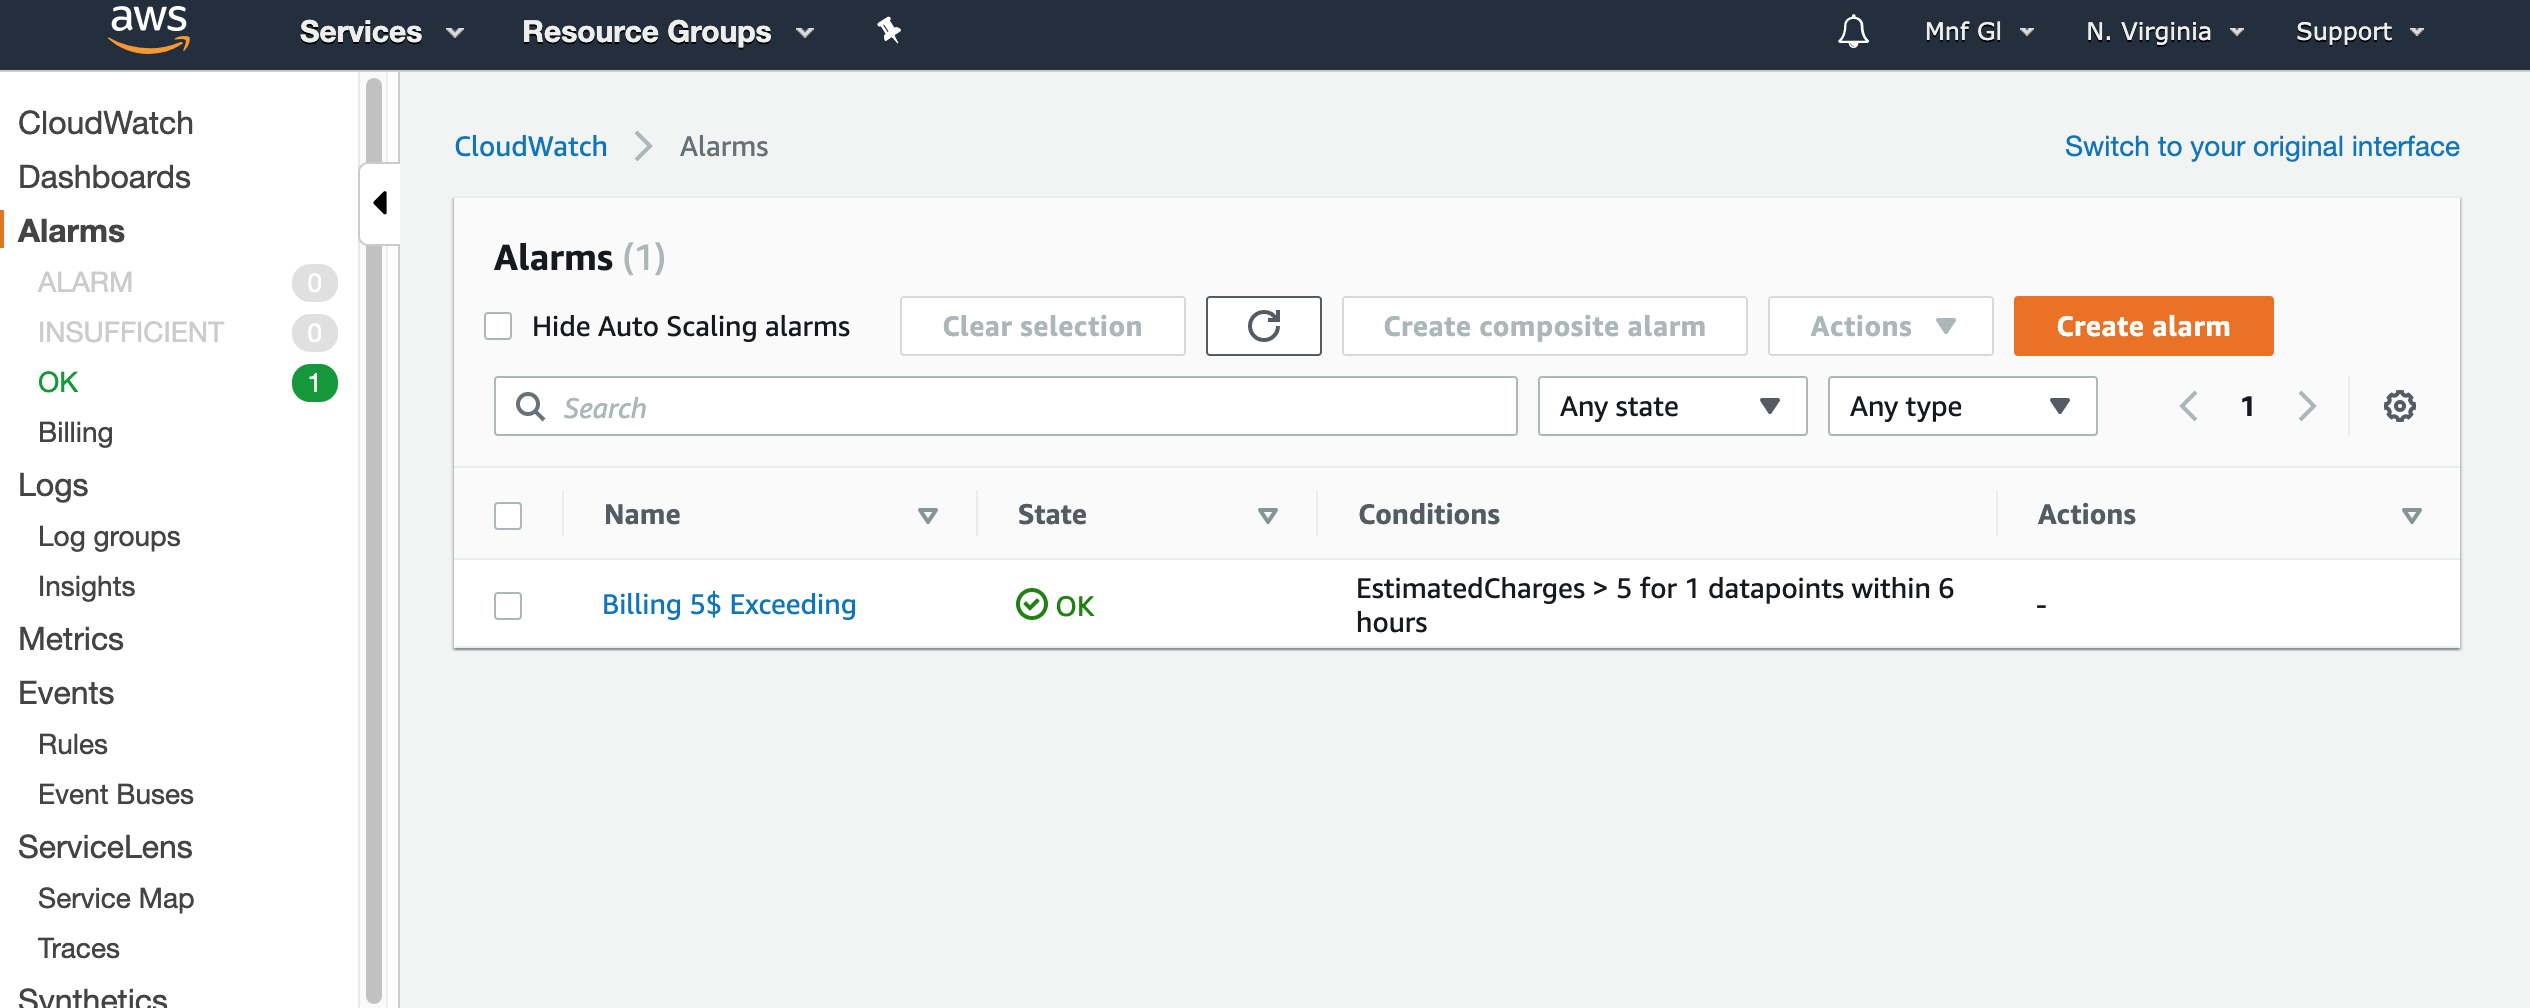 aws Services Resource Groups Mnf Gl N. Virginia Support
CloudWatch
Dashboards
Alarms
ALARM 0
INSUFFICIENT 0
OK 1
Billing
Logs
Log groups
Insights
Metrics
Events
Rules
Event Buses
ServiceLens
Service Map
Traces
Synthetics
CloudWatch Alarms Switch to your original interface
Alarms (1)
Hide Auto Scaling alarms Clear selection Create composite alarm Actions Create alarm
Search Any state Any type 1
Name State Conditions Actions
Billing 5$ Exceeding OK EstimatedCharges > 5 for 1 datapoints within 6
hours -